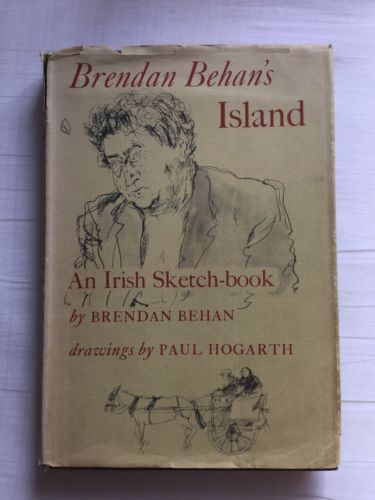 Brendan Behan's
Island
An Irish Sketch-book
by BRENDAN BEHAN
drawings by PAUL HOGARTH